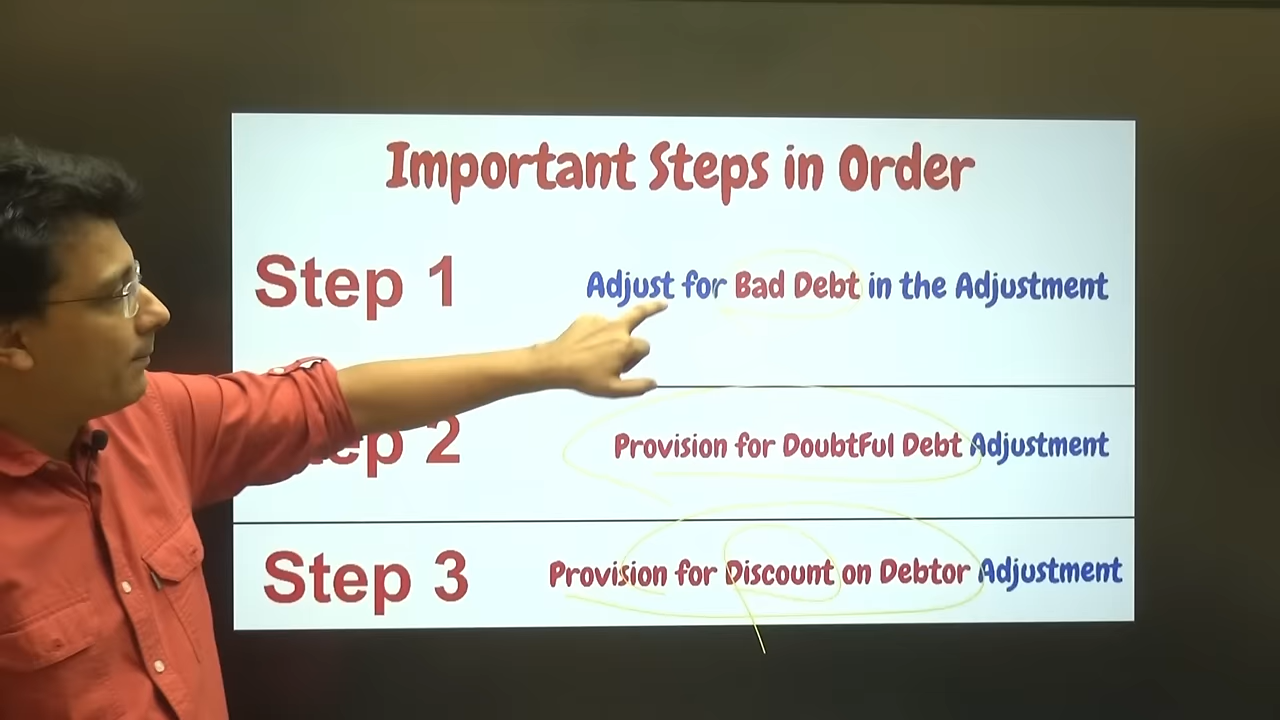 Important Steps in Order
Step 1
Adjust for Bad Debt in the Adjustment
ep 2
Provision for DoubtFul Debt Adjustment
Step 3
Provision for Discount on Debtor Adjustment